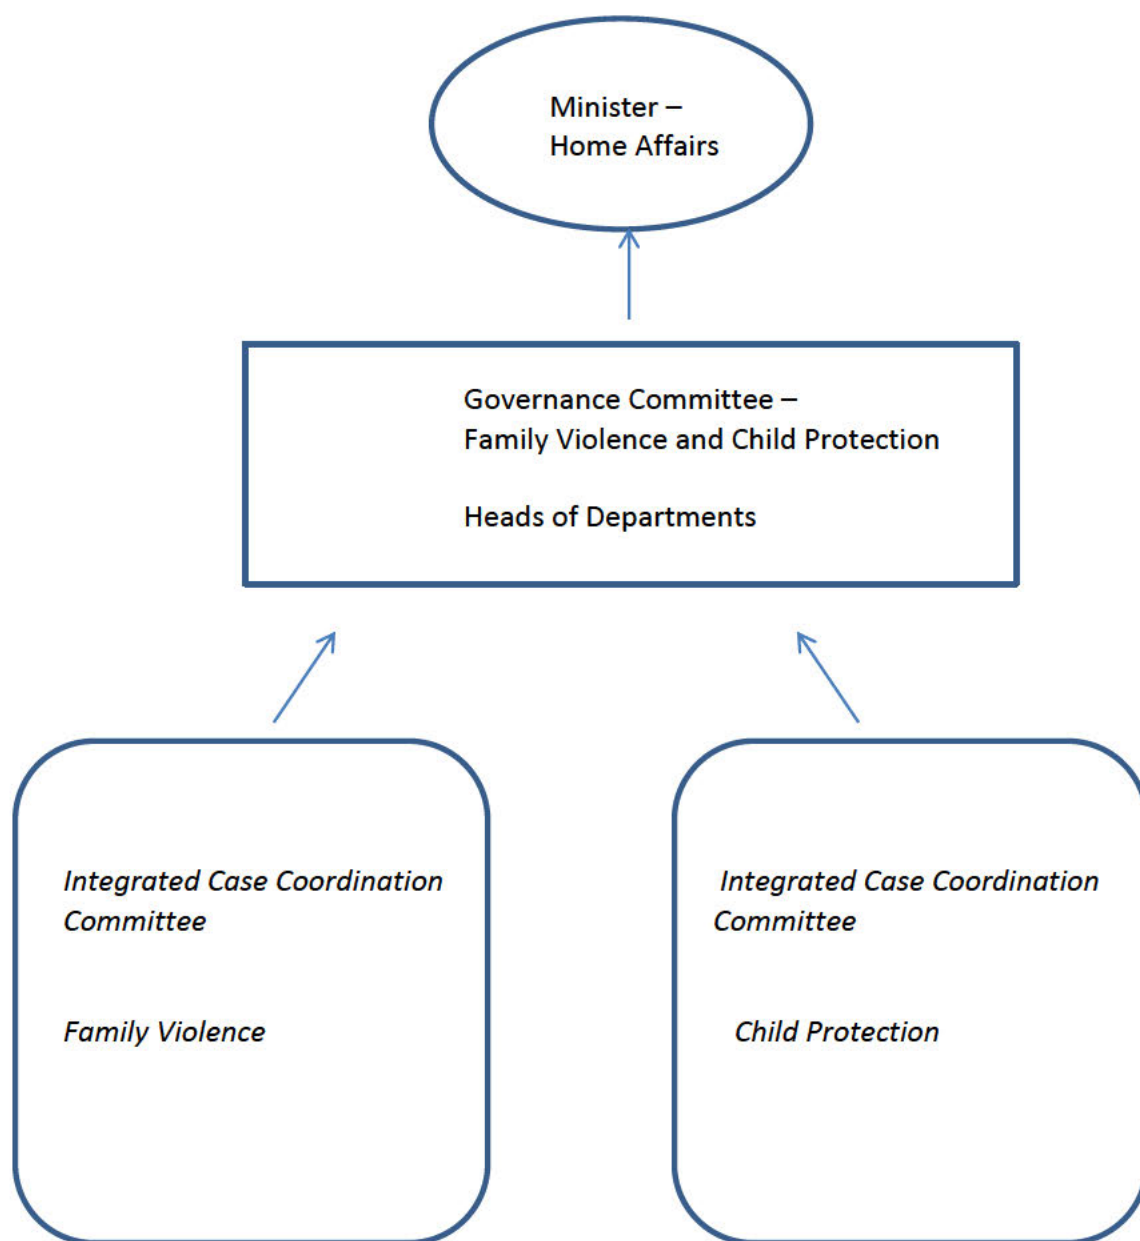 Minister –
Home Affairs
Governance Committee –
Family Violence and Child Protection
Heads of Departments
Integrated Case Coordination
Committee
Family Violence
Integrated Case Coordination
Committee
Child Protection